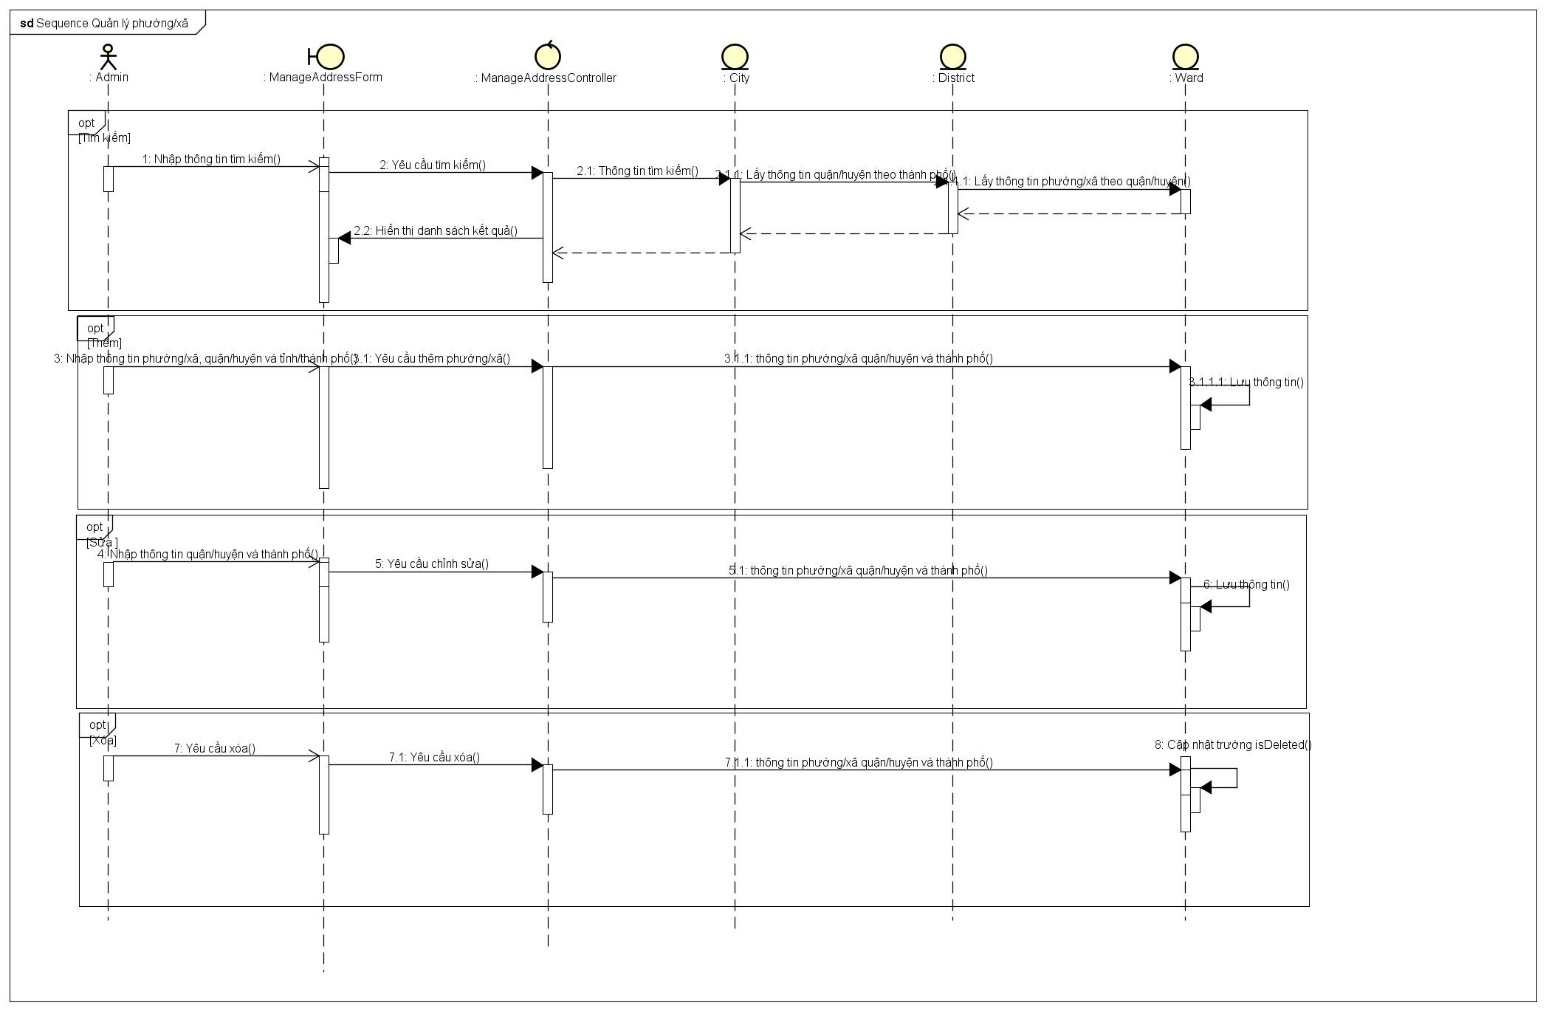 sd Sequence Quản lý phường/xã
: Admin
: ManageAddressForm
: ManageAddressController
: City
: District
: Ward
opt
[Tìm kiếm]
1: Nhập thông tin tìm kiếm()
2: Yêu cầu tìm kiếm()
2.1: Thông tin tìm kiếm()
2.1.1: Lấy thông tin quận/huyện theo thành phố()
1.1: Lấy thông tin phường/xã theo quận/huyện()
2.2: Hiển thị danh sách kết quả()
opt
[Thêm]
3: Nhập thông tin phường/xã, quận/huyện và tỉnh/thành phố()
3.1: Yêu cầu thêm phường/xã()
3.1.1: thông tin phường/xã quận/huyện và thành phố()
3.1.1.1: Lưu thông tin()
opt
[Sửa ]
4: Nhập thông tin quận/huyện và thành phố()
5: Yêu cầu chỉnh sửa()
5.1: thông tin phường/xã quận/huyện và thành phố()
6: Lưu thông tin()
opt
[Xóa]
7: Yêu cầu xóa()
7.1: Yêu cầu xóa()
7.1.1: thông tin phường/xã quận/huyện và thành phố()
8: Cập nhật trường isDeleted()